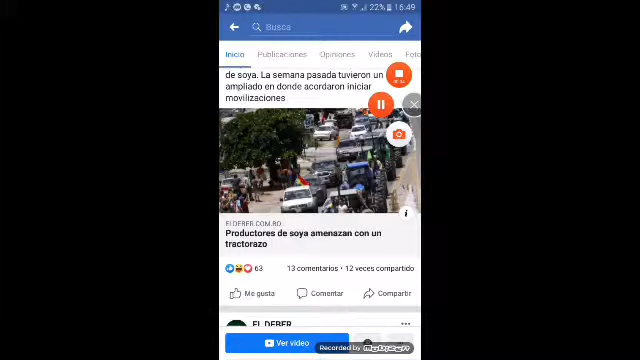 22% 16:49
Busca
Inicio Publicaciones Opiniones Videos Foto
de soya. La semana pasada tuvieron un
ampliado en donde acordaron iniciar
movilizaciones
ELDEBER.COM.BO
Productores de soya amenazan con un
tractorazo
63 13 comentarios • 12 veces compartido
Me gusta Comentar Compartir
EL DEBER
Ver video
Recorded by